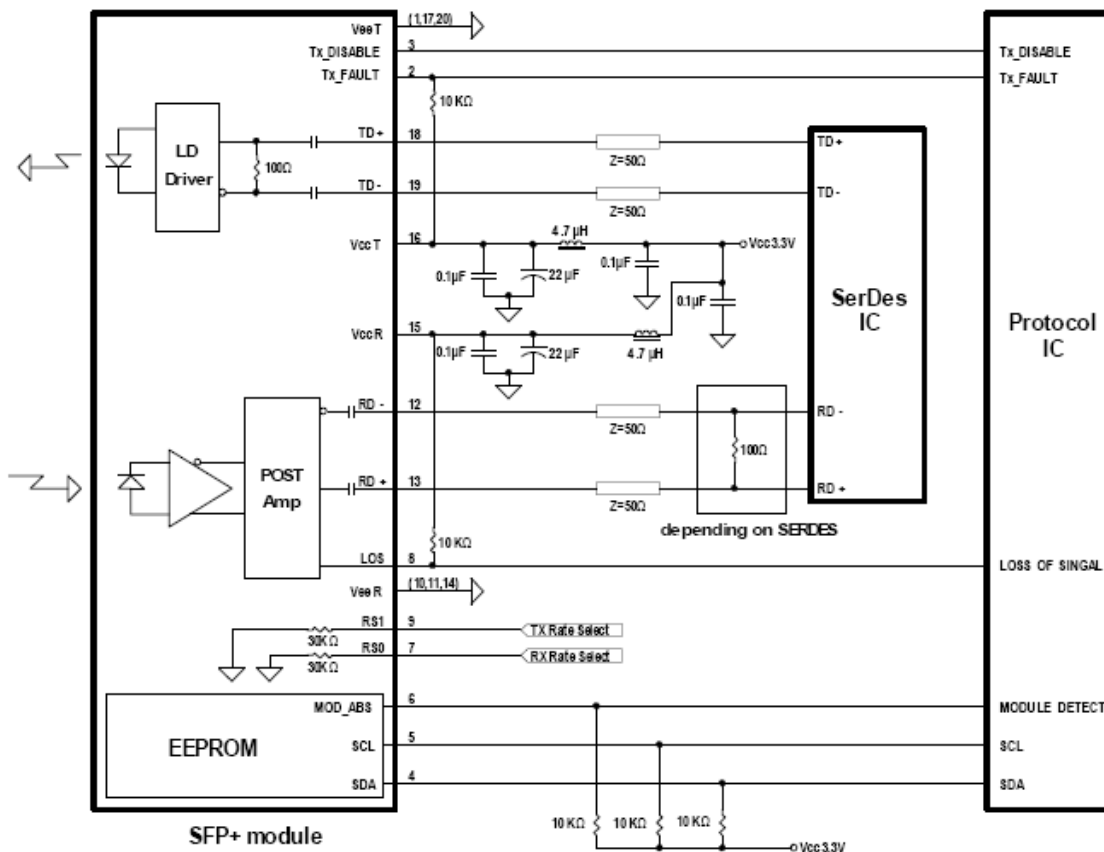 VeeT (1,17,20)
Tx_DISABLE 3 Tx_DISABLE
Tx_FAULT 2 Tx_FAULT
10 KΩ
LD
Driver
100Ω
TD+ 18 Z=50Ω TD+
TD- 19 Z=50Ω TD-
VccT 16 4.7 µH Vcc3.3V
0.1µF 22 µF 0.1µF 0.1µF
SerDes
IC
Protocol
IC
VccR 15
0.1µF 22 µF 4.7 µH
RD - 12 Z=50Ω RD -
100Ω
POST
Amp
RD + 13 Z=50Ω RD +
depending on SERDES
10 KΩ
LOS 8 LOSS OF SINGAL
VeeR (10,11,14)
RS1 9 TX Rate Select
30K Ω
RS0 7 RX Rate Select
30K Ω
MOD_ABS 6 MODULE DETECT
EEPROM
SCL 5 SCL
SDA 4 SDA
10 KΩ 10 KΩ 10 KΩ
Vcc3.3V
SFP+ module